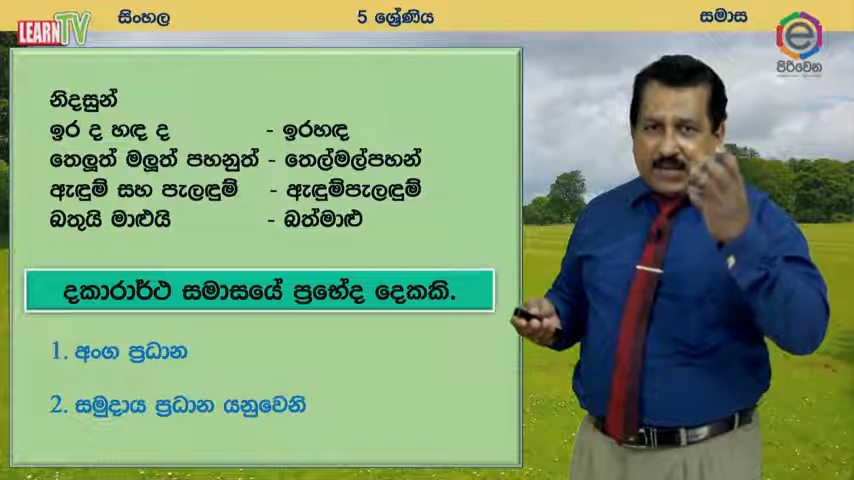 LEARN TV
සිංහල
5 ශ්‍රේණිය
සමාස
e
පිරිවෙන
නිදසුන්
ඉර ද හඳ ද - ඉරහඳ
තෙලූත් මලූත් පහනුත් - තෙල්මල්පහන්
ඇඳුම් සහ පැලඳුම් - ඇඳුම්පැලඳුම්
බතුයි මාළුයි - බත්මාළු
දකාරාර්ථ සමාසයේ ප්‍රභේද දෙකකි.
1. අංග ප්‍රධාන
2. සමුදාය ප්‍රධාන යනුවෙනි